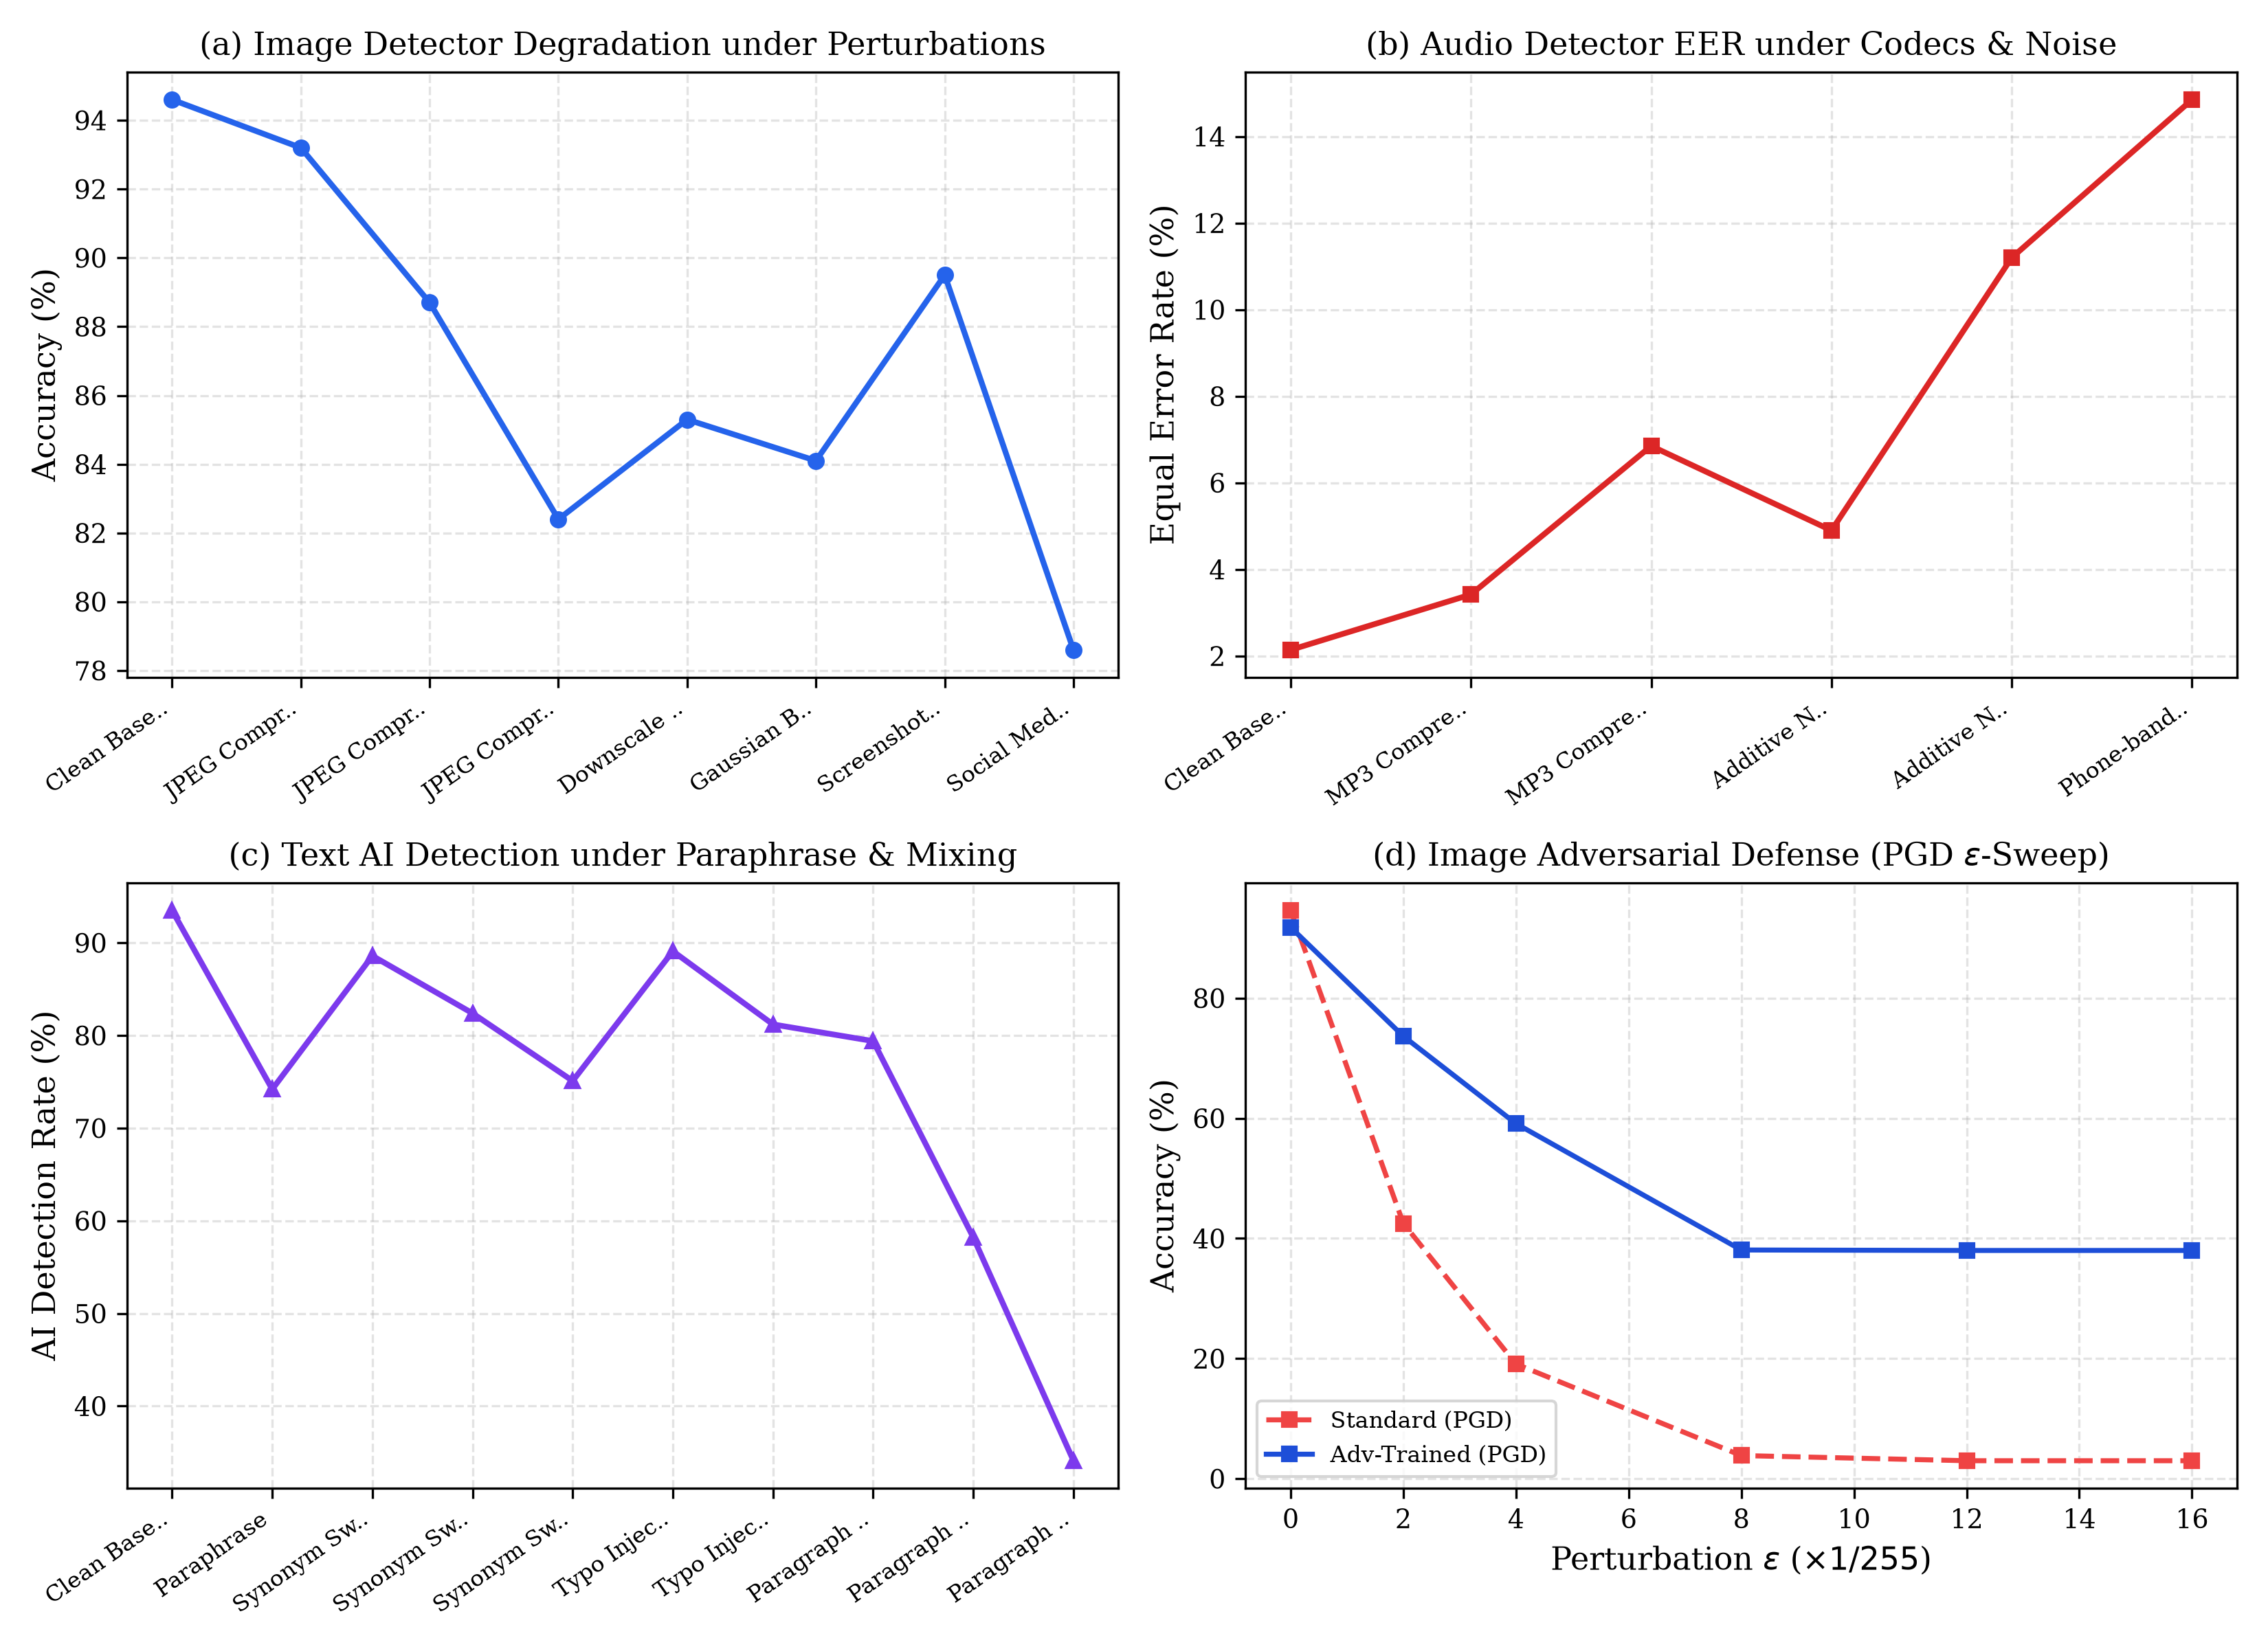 (a) Image Detector Degradation under Perturbations
Accuracy (%)
94
92
90
88
86
84
82
80
78
Clean Base..
JPEG Compr..
JPEG Compr..
JPEG Compr..
Downscale ..
Gaussian B..
Screenshot..
Social Med..
(b) Audio Detector EER under Codecs & Noise
Equal Error Rate (%)
14
12
10
8
6
4
2
Clean Base..
MP3 Compre..
MP3 Compre..
Additive N..
Additive N..
Phone-band..
(c) Text AI Detection under Paraphrase & Mixing
AI Detection Rate (%)
90
80
70
60
50
40
Clean Base..
Paraphrase
Synonym Sw..
Synonym Sw..
Synonym Sw..
Typo Injec..
Typo Injec..
Paragraph ..
Paragraph ..
Paragraph ..
(d) Image Adversarial Defense (PGD ε-Sweep)
Accuracy (%)
80
60
40
20
0
Standard (PGD)
Adv-Trained (PGD)
0 2 4 6 8 10 12 14 16
Perturbation ε (×1/255)